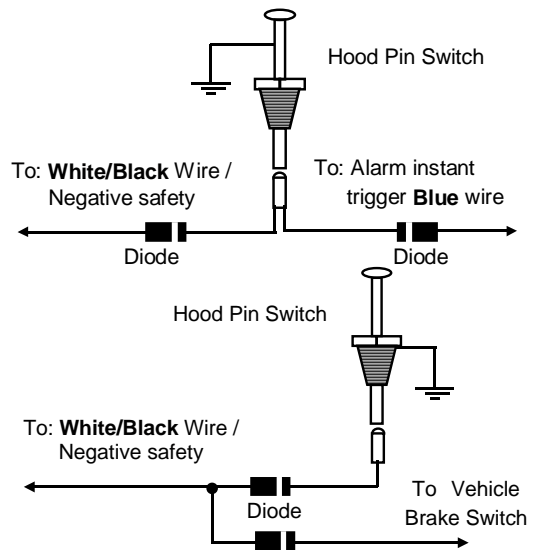 Hood Pin Switch
To: White/Black Wire /
Negative safety
To: Alarm instant
trigger Blue wire
Diode
Diode
Hood Pin Switch
To: White/Black Wire /
Negative safety
Diode
To Vehicle
Brake Switch